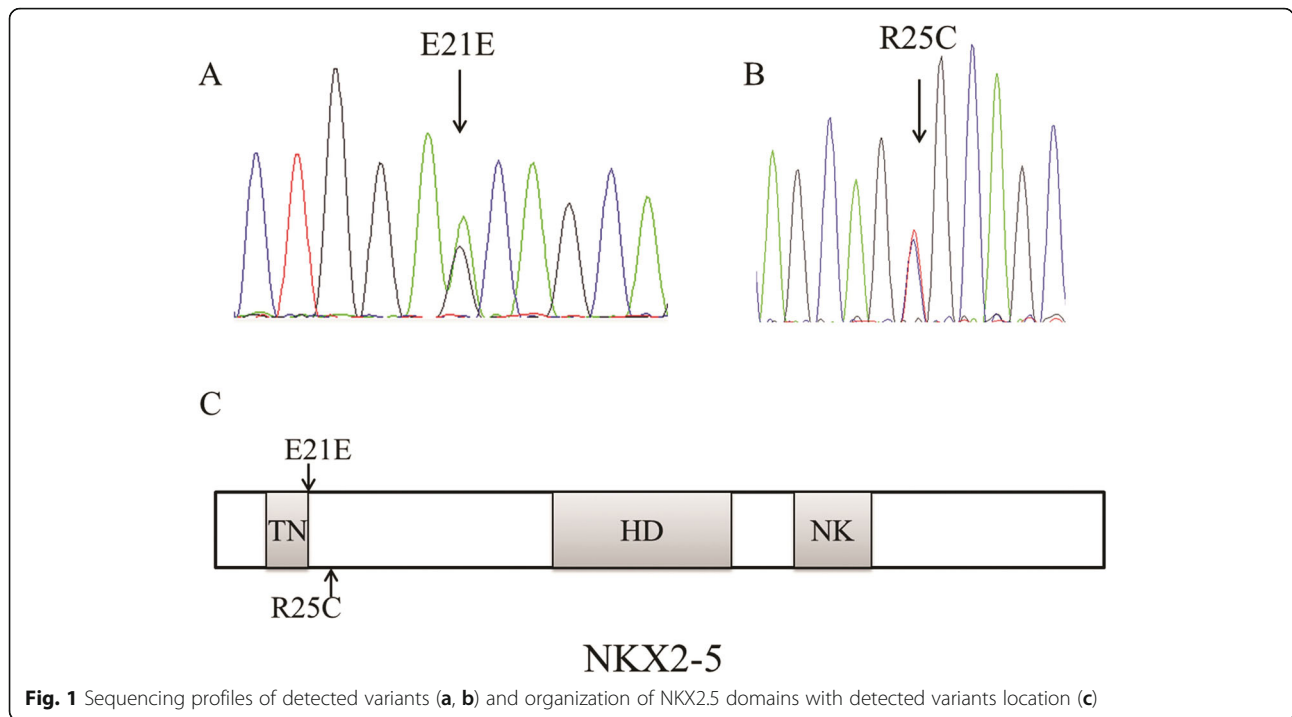 E21E
R25C
A
B
C
E21E
TN
HD
NK
R25C
NKX2-5
Fig. 1 Sequencing profiles of detected variants (a, b) and organization of NKX2.5 domains with detected variants location (c)